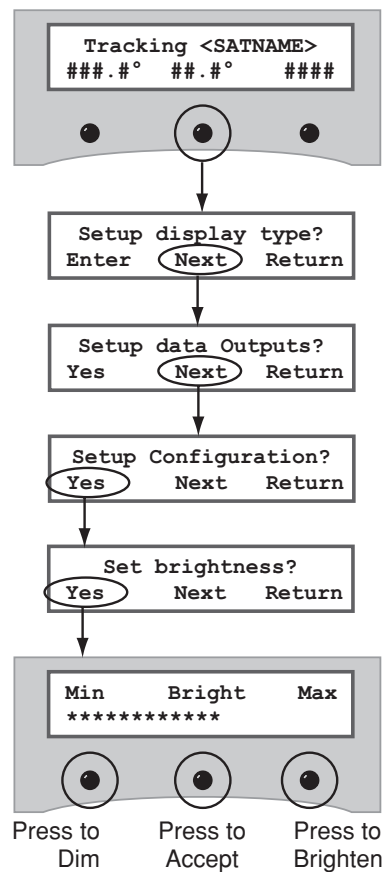 Tracking <SATNAME>
###.#° ##.#° ####
Setup display type?
Enter Next Return
Setup data Outputs?
Yes Next Return
Setup Configuration?
Yes Next Return
Set brightness?
Yes Next Return
Min Bright Max
************
Press to Press to Press to
Dim Accept Brighten